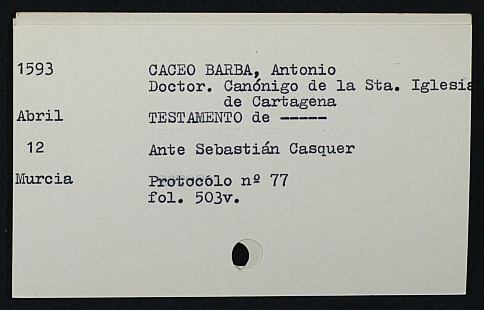 1593 CACEO BARBA, Antonio
Doctor. Canónigo de la Sta. Iglesia
de Cartagena
Abril TESTAMENTO de -----
12 Ante Sebastián Casquer
Murcia Protocólo nº 77
fol. 503v.